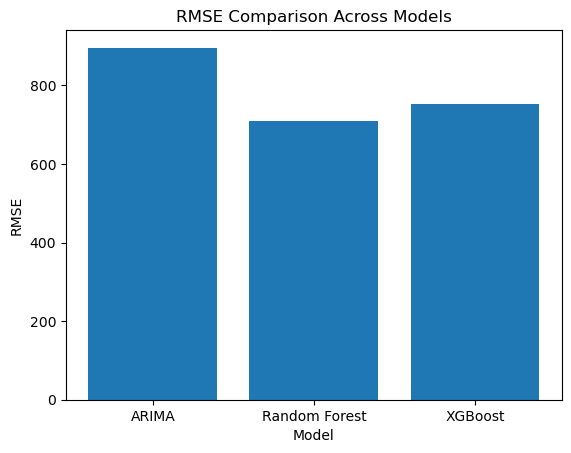 RMSE Comparison Across Models
800
600
400
200
0
RMSE
ARIMA
Random Forest
XGBoost
Model